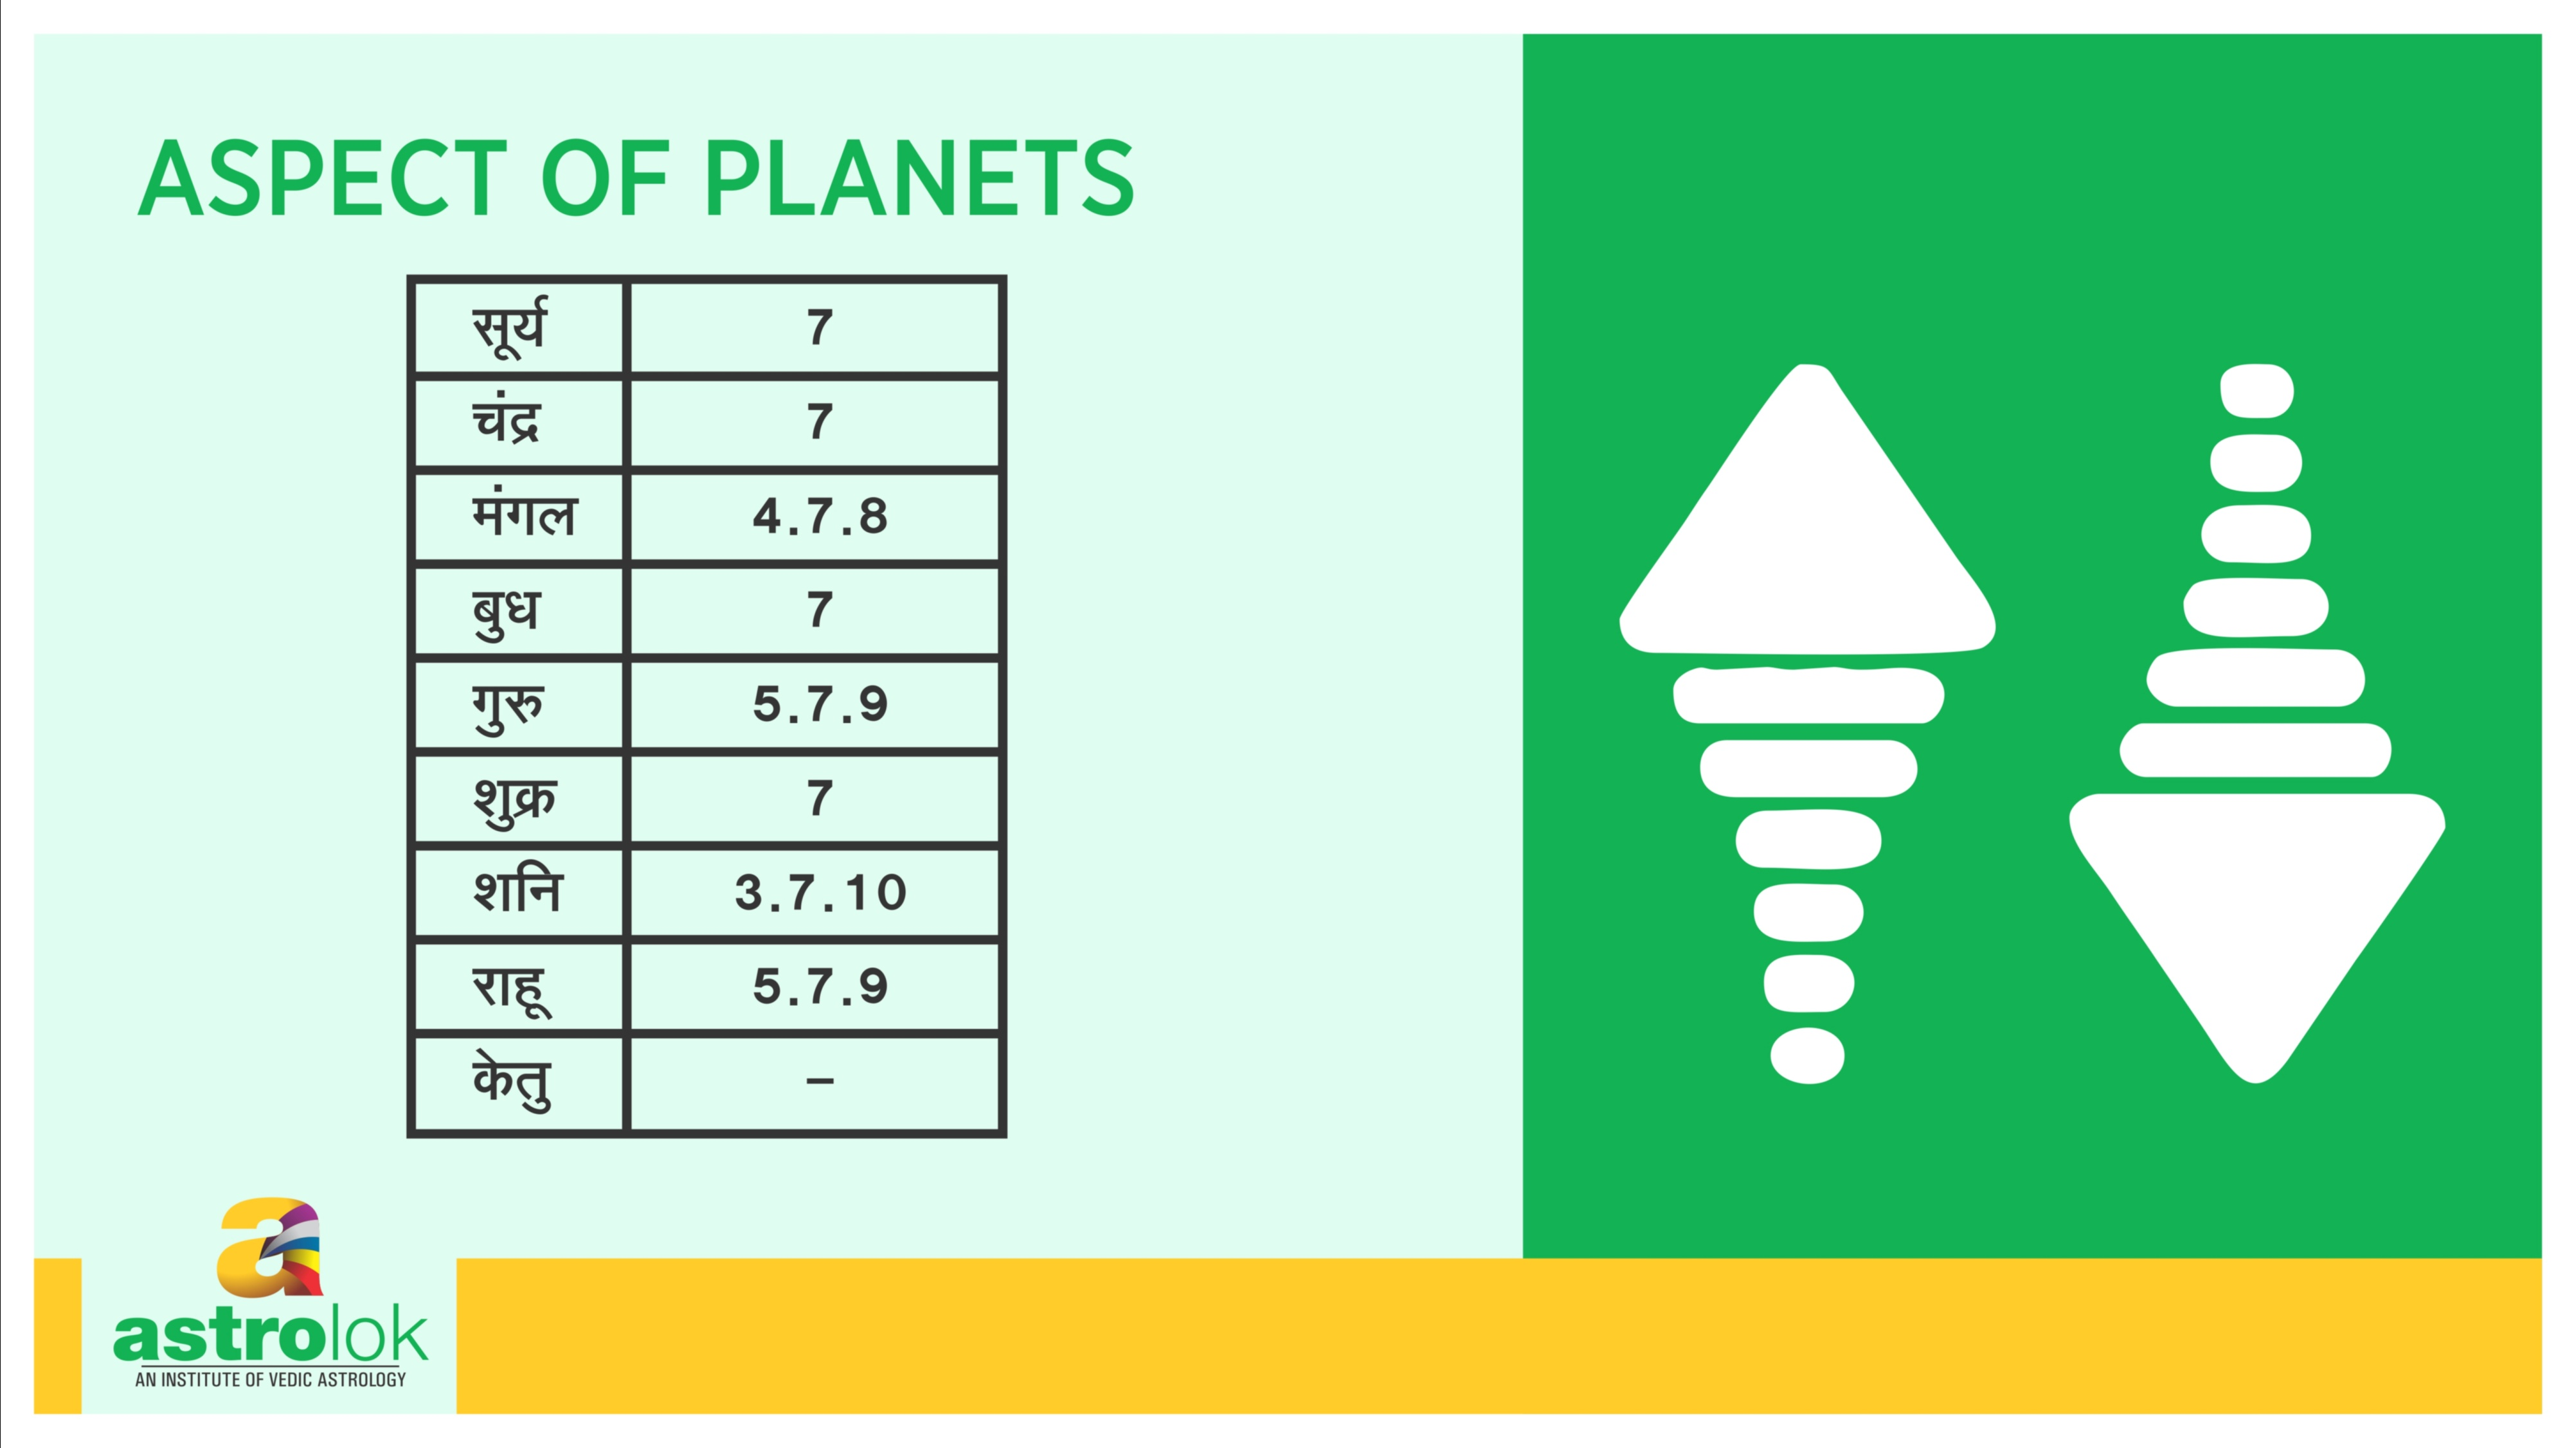 ASPECT OF PLANETS
सूर्य 7
चंद्र 7
मंगल 4.7.8
बुध 7
गुरु 5.7.9
शुक्र 7
शनि 3.7.10
राहू 5.7.9
केतु –
a
astrolok
AN INSTITUTE OF VEDIC ASTROLOGY